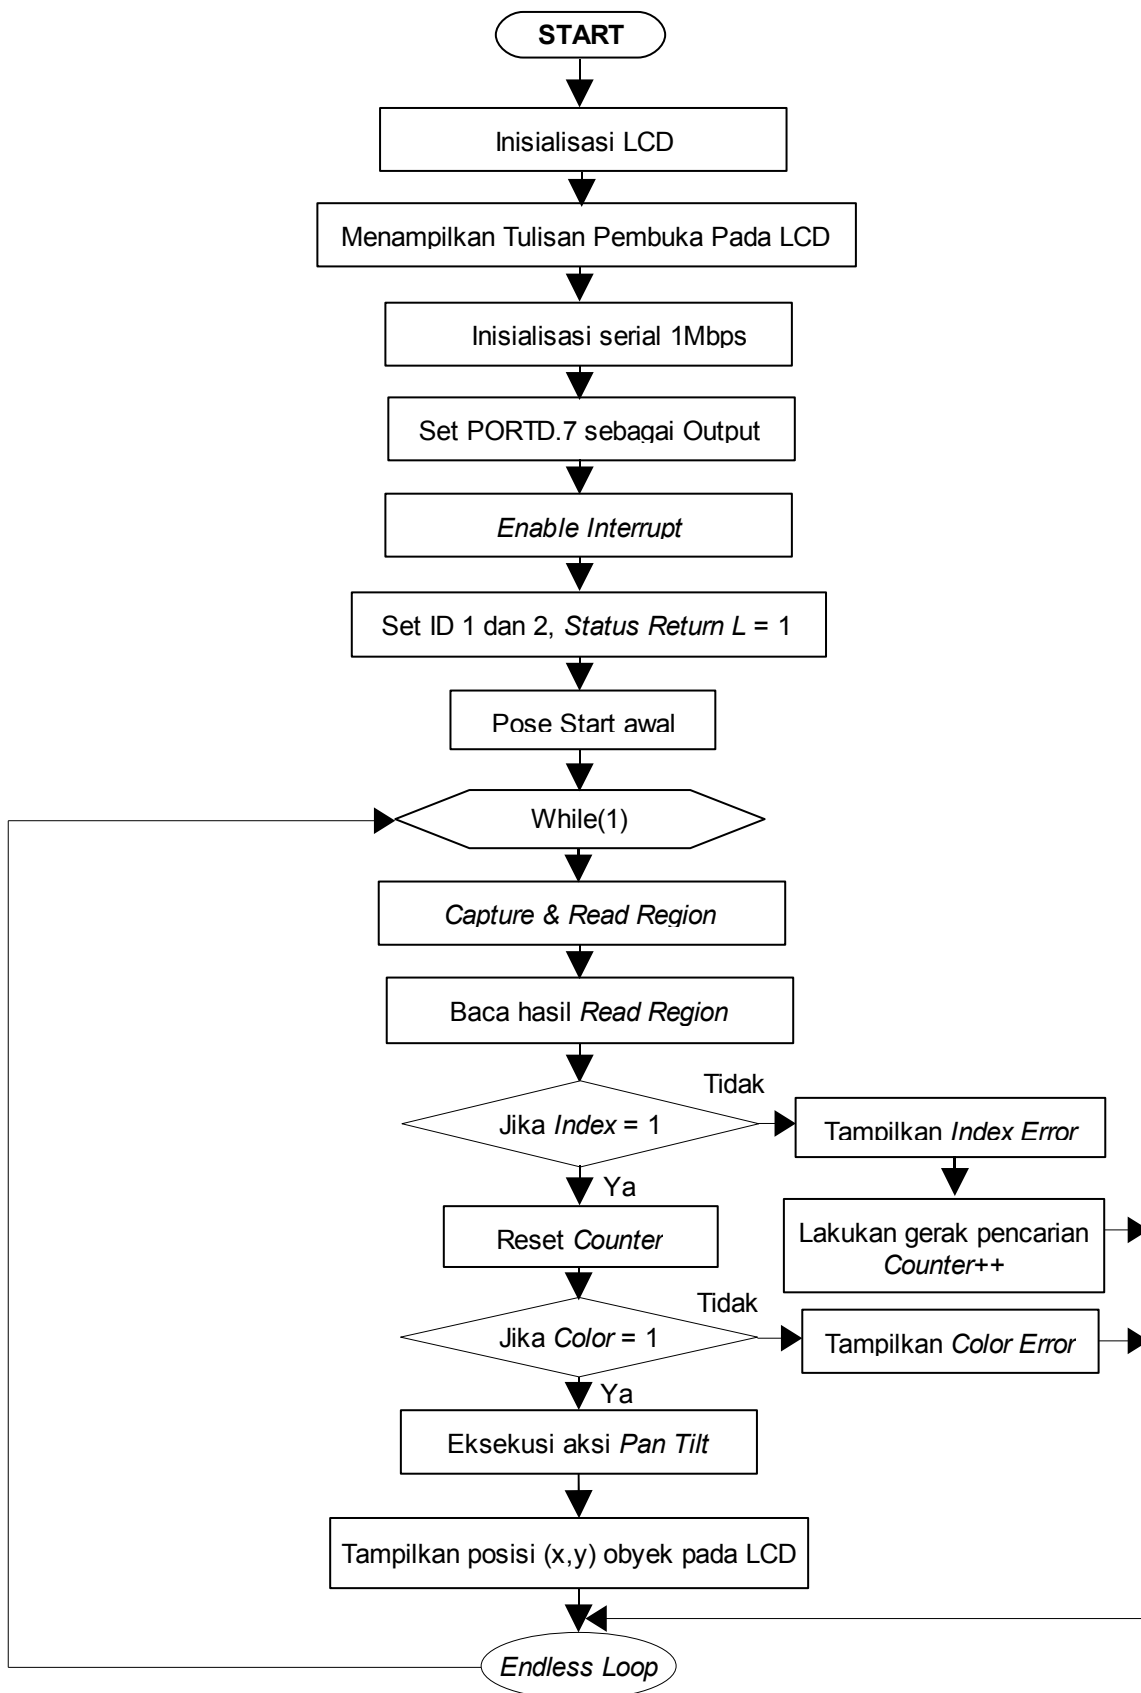 START
Inisialisasi LCD
Menampilkan Tulisan Pembuka Pada LCD
Inisialisasi serial 1Mbps
Set PORTD.7 sebagai Output
Enable Interrupt
Set ID 1 dan 2, Status Return L = 1
Pose Start awal
While(1)
Capture & Read Region
Baca hasil Read Region
Jika Index = 1
Tidak
Tampilkan Index Error
Lakukan gerak pencarian
Counter++
Ya
Reset Counter
Jika Color = 1
Tidak
Tampilkan Color Error
Ya
Eksekusi aksi Pan Tilt
Tampilkan posisi (x,y) obyek pada LCD
Endless Loop